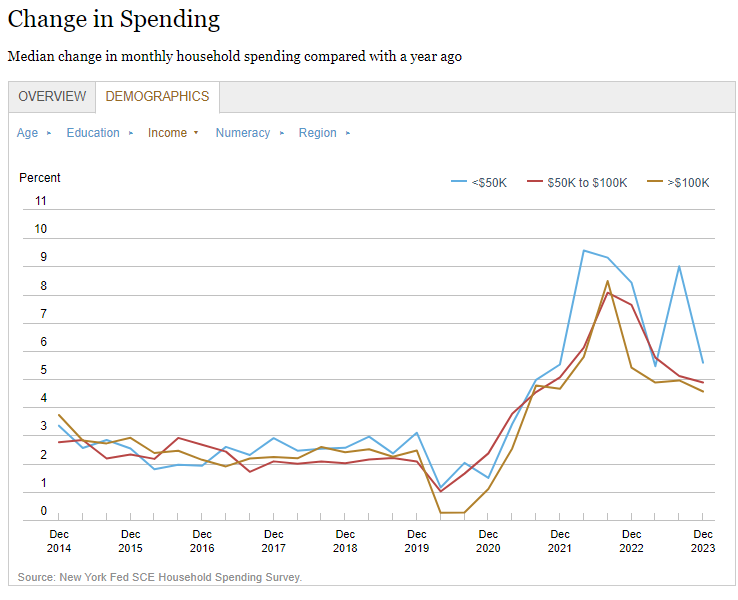 Change in Spending
Median change in monthly household spending compared with a year ago
OVERVIEW DEMOGRAPHICS
Age Education Income Numeracy Region
Percent
<$50K $50K to $100K >$100K
11
10
9
8
7
6
5
4
3
2
1
0
Dec Dec Dec Dec Dec Dec Dec Dec Dec Dec
2014 2015 2016 2017 2018 2019 2020 2021 2022 2023
Source: New York Fed SCE Household Spending Survey.